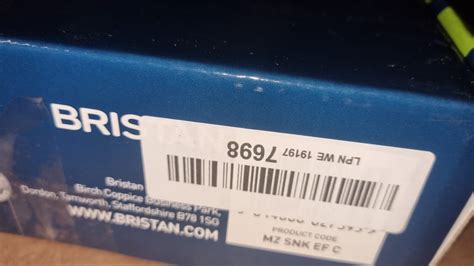 BRISTAN
LPN WE 19197 7698
Bristan
Birch Coppice Business Park,
Dordon, Tamworth, Staffordshire B78 1SG
WWW.BRISTAN.COM
PRODUCT CODE
MZ SNK EF C